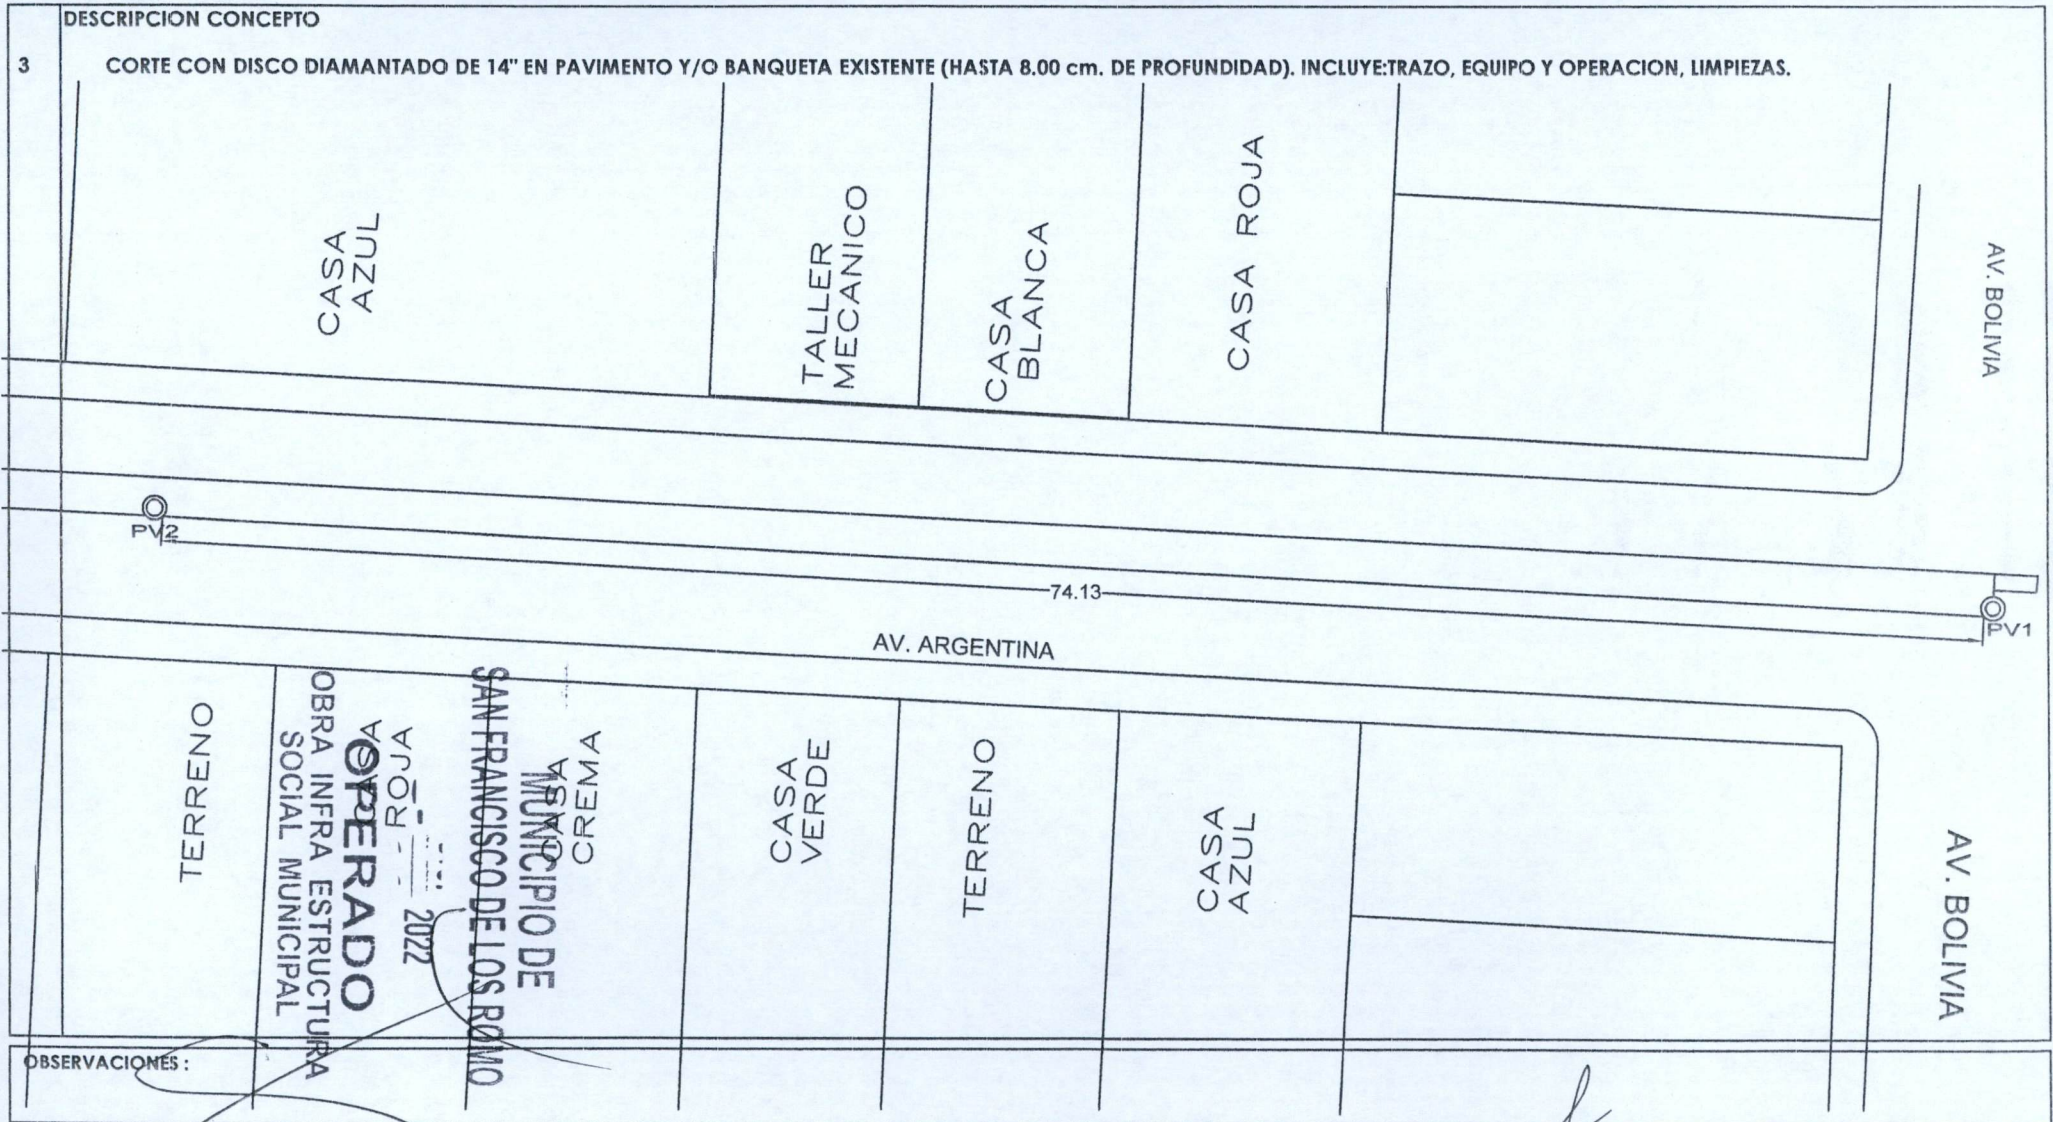 DESCRIPCION CONCEPTO
3 CORTE CON DISCO DIAMANTADO DE 14" EN PAVIMENTO Y/O BANQUETA EXISTENTE (HASTA 8.00 cm. DE PROFUNDIDAD). INCLUYE:TRAZO, EQUIPO Y OPERACION, LIMPIEZAS.
CASA
AZUL
TALLER
MECANICO
CASA
BLANCA
CASA ROJA
AV. BOLIVIA
PV2
74.13
PV1
AV. ARGENTINA
TERRENO
ROJA
CASA
CREMA
CASA
VERDE
TERRENO
CASA
AZUL
AV. BOLIVIA
MUNICIPIO DE
SAN FRANCISCO DE LOS ROMO
2022
OPERADO
OBRA INFRA ESTRUCTURA
SOCIAL MUNICIPAL
OBSERVACIONES :